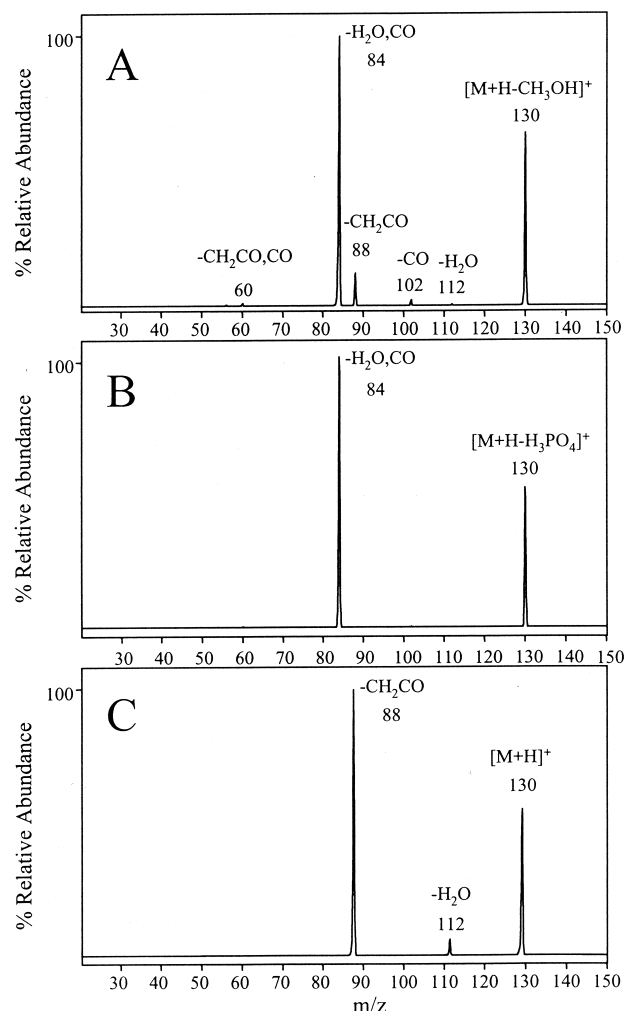 100
A
-H₂O,CO
84
[M+H-CH₃OH]⁺
130
-CH₂CO
88
-CH₂CO,CO
60
-CO
102
-H₂O
112
% Relative Abundance
30 40 50 60 70 80 90 100 110 120 130 140 150
100
B
-H₂O,CO
84
[M+H-H₃PO₄]⁺
130
% Relative Abundance
30 40 50 60 70 80 90 100 110 120 130 140 150
100
C
-CH₂CO
88
[M+H]⁺
130
-H₂O
112
% Relative Abundance
30 40 50 60 70 80 90 100 110 120 130 140 150
m/z